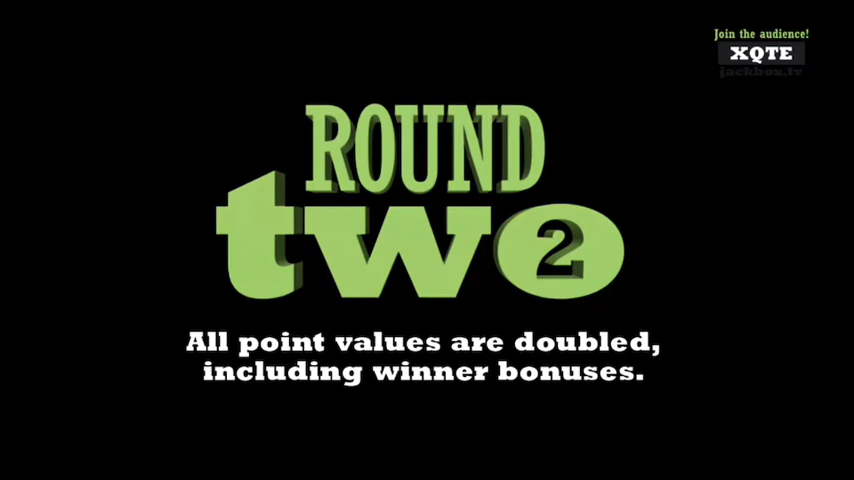 Join the audience!
XQTE
jackbox.tv
ROUND
two
2
All point values are doubled,
including winner bonuses.